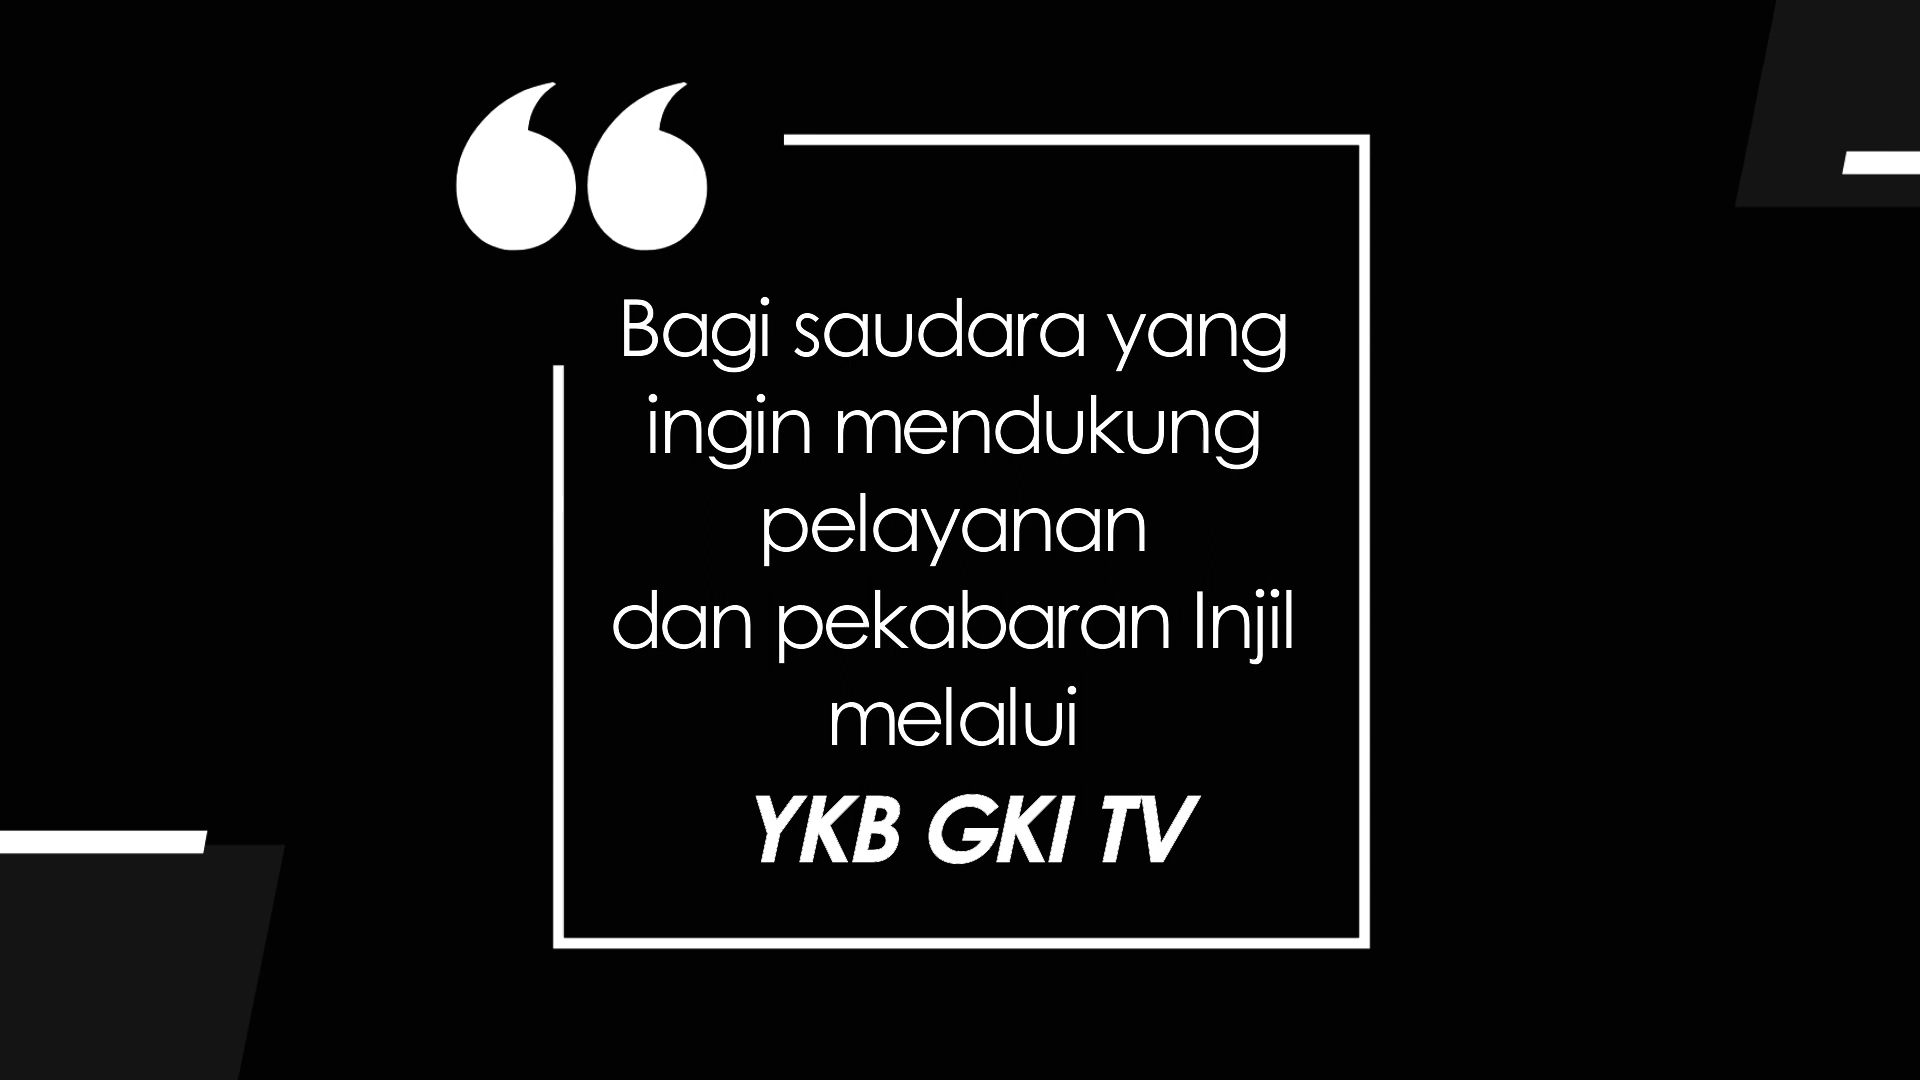 Bagi saudara yang
ingin mendukung
pelayanan
dan pekabaran Injil
melalui
YKB GKI TV